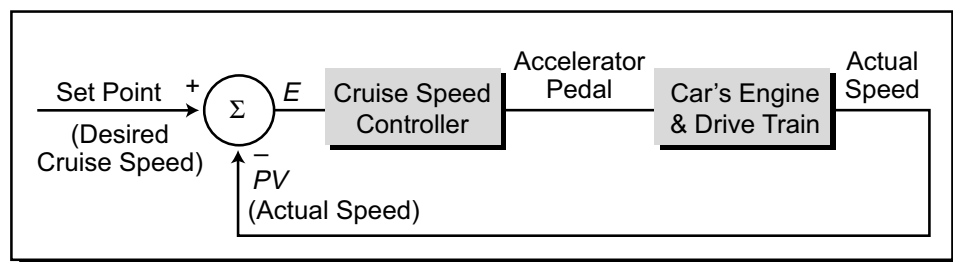 Set Point
+
(Desired
Cruise Speed)
Σ
−
E
PV
(Actual Speed)
Cruise Speed
Controller
Accelerator
Pedal
Car's Engine
& Drive Train
Actual
Speed